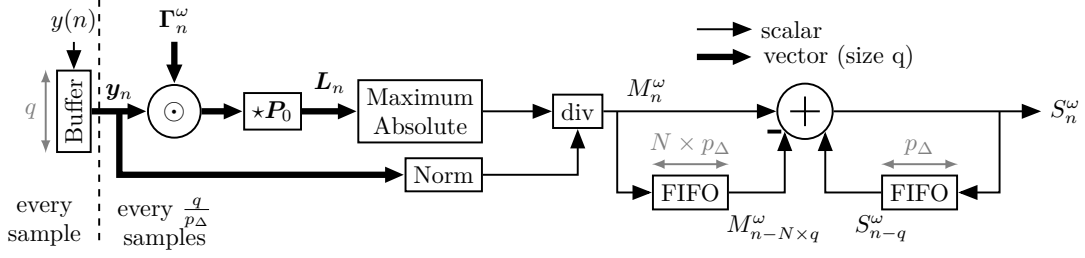 y(n)
Γ_n^ω
scalar
vector (size q)
q
Buffer
y_n
⊙
⋆P_0
L_n
Maximum
Absolute
div
M_n^ω
+
-
S_n^ω
Norm
N × p_Δ
FIFO
M_{n−N×q}^ω
p_Δ
FIFO
S_{n−q}^ω
every
sample
every q/p_Δ
samples